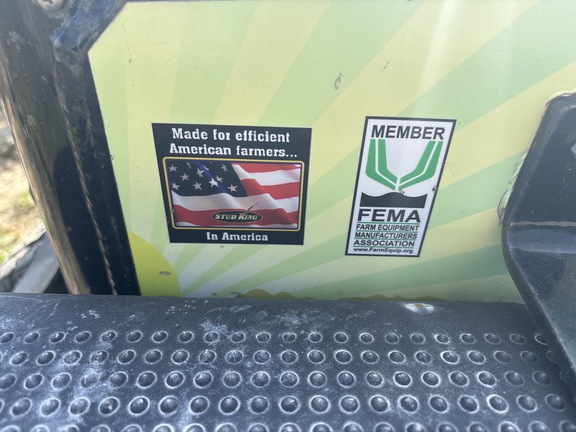 Made for efficient
American farmers...
STUD KING
In America
MEMBER
FEMA
FARM EQUIPMENT
MANUFACTURERS
ASSOCIATION
www.FarmEquip.org